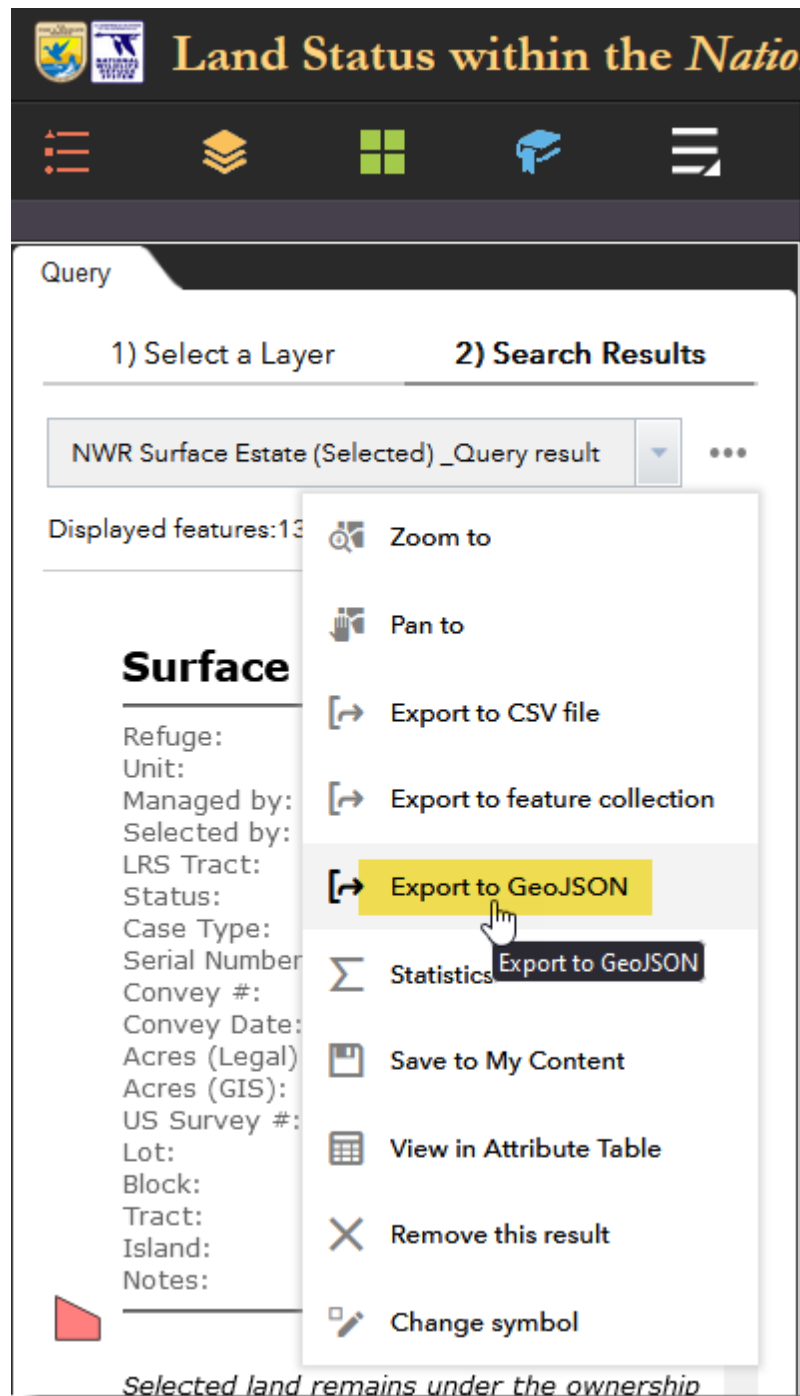 Land Status within the Natio
Query
1) Select a Layer
2) Search Results
NWR Surface Estate (Selected) _Query result
Displayed features:13
Zoom to
Pan to
Export to CSV file
Export to feature collection
Export to GeoJSON
Export to GeoJSON
Statistics
Save to My Content
View in Attribute Table
Remove this result
Change symbol
Surface
Refuge:
Unit:
Managed by:
Selected by:
LRS Tract:
Status:
Case Type:
Serial Number
Convey #:
Convey Date:
Acres (Legal)
Acres (GIS):
US Survey #:
Lot:
Block:
Tract:
Island:
Notes:
Selected land remains under the ownership